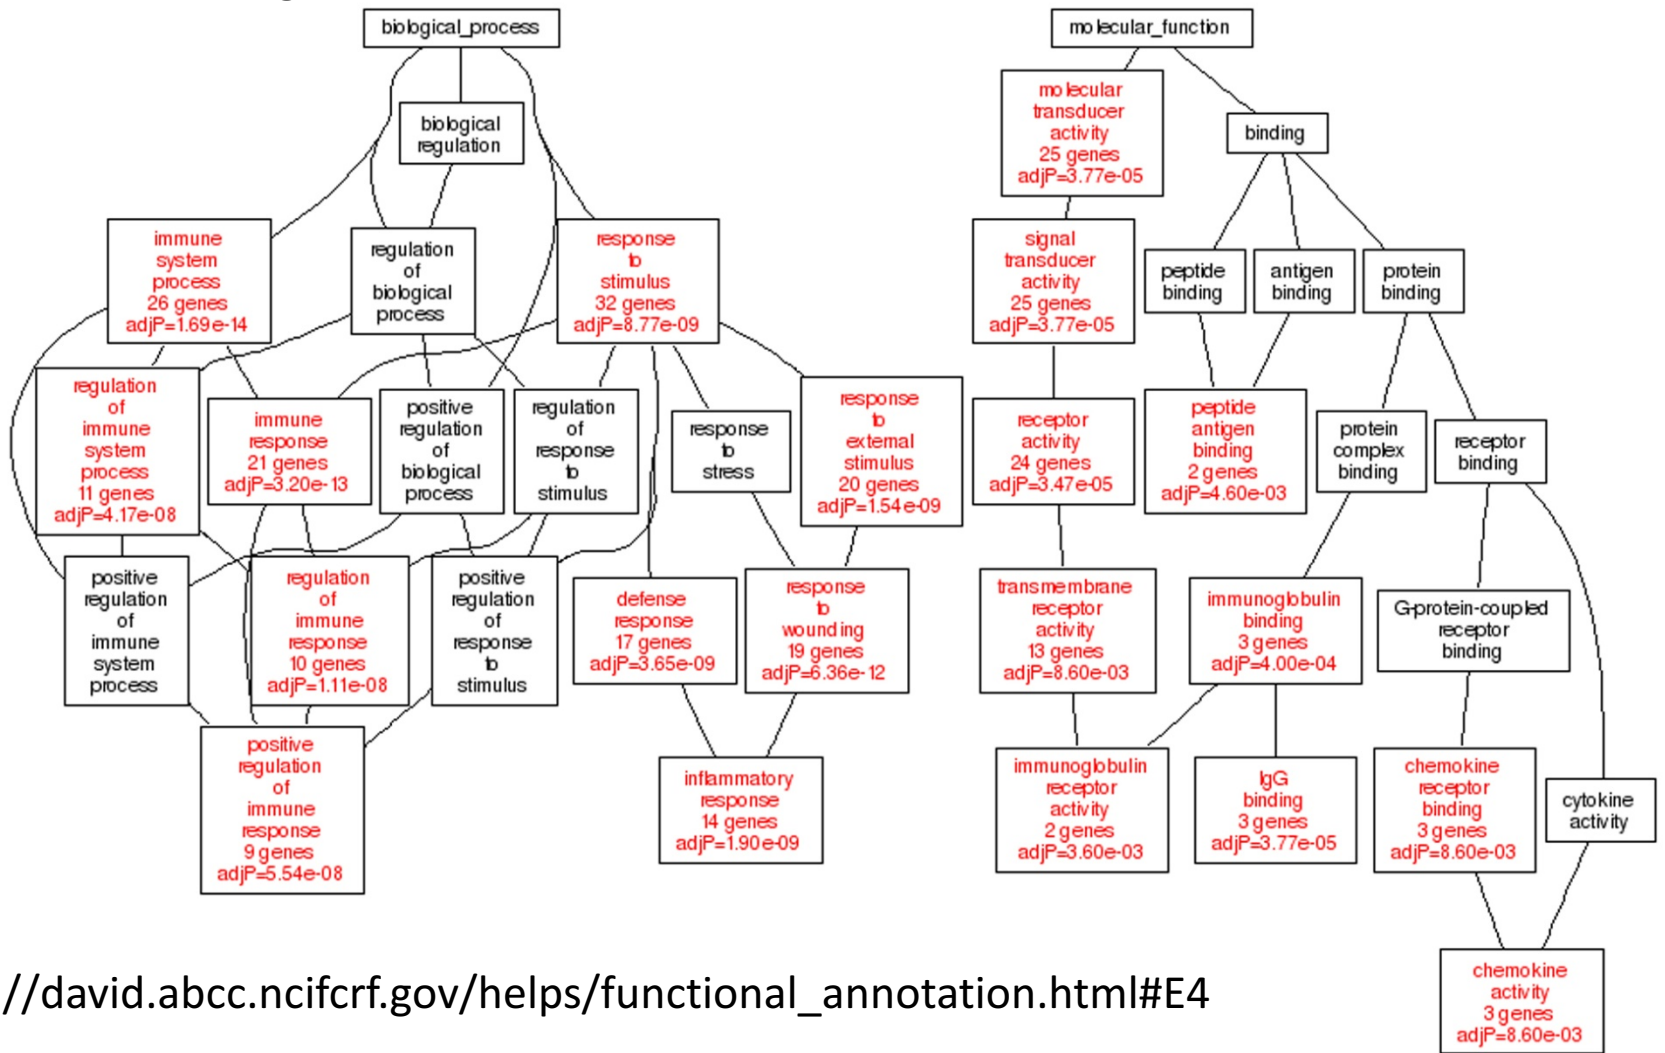 biological_process
molecular_function
biological
regulation
molecular
transducer
activity
25 genes
adjP=3.77e-05
binding
immune
system
process
26 genes
adjP=1.69e-14
regulation
of
biological
process
response
to
stimulus
32 genes
adjP=8.77e-09
signal
transducer
activity
25 genes
adjP=3.77e-05
peptide
binding
antigen
binding
protein
binding
regulation
of
immune
system
process
11 genes
adjP=4.17e-08
immune
response
21 genes
adjP=3.20e-13
positive
regulation
of
biological
process
regulation
of
response
to
stimulus
response
to
stress
response
to
external
stimulus
20 genes
adjP=1.54e-09
receptor
activity
24 genes
adjP=3.47e-05
peptide
antigen
binding
2 genes
adjP=4.60e-03
protein
complex
binding
receptor
binding
positive
regulation
of
immune
system
process
regulation
of
immune
response
10 genes
adjP=1.11e-08
positive
regulation
of
response
to
stimulus
defense
response
17 genes
adjP=3.65e-09
response
to
wounding
19 genes
adjP=6.36e-12
transmembrane
receptor
activity
13 genes
adjP=8.60e-03
immunoglobulin
binding
3 genes
adjP=4.00e-04
G-protein-coupled
receptor
binding
positive
regulation
of
immune
response
9 genes
adjP=5.54e-08
inflammatory
response
14 genes
adjP=1.90e-09
immunoglobulin
receptor
activity
2 genes
adjP=3.60e-03
IgG
binding
3 genes
adjP=3.77e-05
chemokine
receptor
binding
3 genes
adjP=8.60e-03
cytokine
activity
chemokine
activity
3 genes
adjP=8.60e-03
//david.abcc.ncifcrf.gov/helps/functional_annotation.html#E4